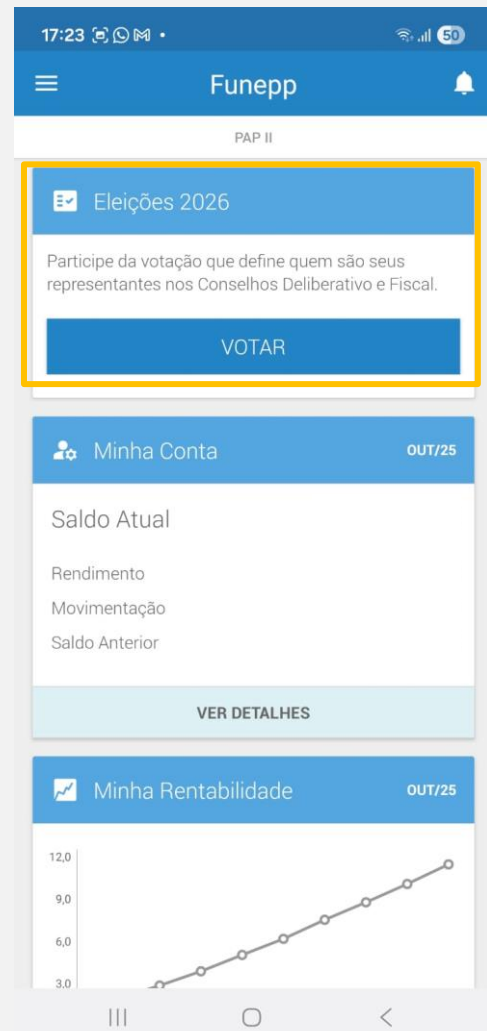 17:23
50
Funepp
PAP II
Eleições 2026
Participe da votação que define quem são seus
representantes nos Conselhos Deliberativo e Fiscal.
VOTAR
Minha Conta OUT/25
Saldo Atual
Rendimento
Movimentação
Saldo Anterior
VER DETALHES
Minha Rentabilidade OUT/25
12,0
9,0
6,0
3,0